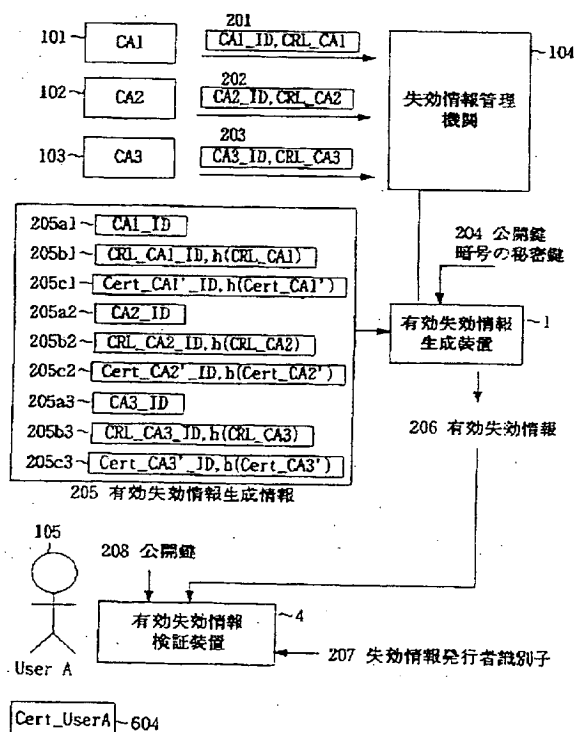 201
101 CA1 CA1_ID,CRL_CA1 104
102 CA2 202 CA2_ID,CRL_CA2 失効情報管理
機関
103 CA3 203 CA3_ID,CRL_CA3
205a1 CA1_ID
205b1 CRL_CA1_ID,h(CRL_CA1)
205c1 Cert_CA1'_ID,h(Cert_CA1')
205a2 CA2_ID
205b2 CRL_CA2_ID,h(CRL_CA2)
205c2 Cert_CA2'_ID,h(Cert_CA2')
205a3 CA3_ID
205b3 CRL_CA3_ID,h(CRL_CA3)
205c3 Cert_CA3'_ID,h(Cert_CA3')
205 有効失効情報生成情報
204 公開鍵
暗号の秘密鍵
有効失効情報
生成装置
1
206 有効失効情報
105
User A
208 公開鍵
有効失効情報
検証装置
4
207 失効情報発行者識別子
Cert_UserA 604